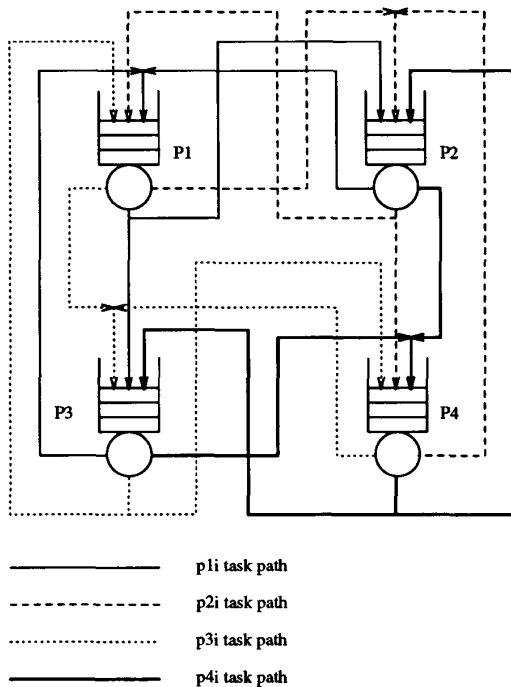 P1
P2
P3
P4
p1i task path
p2i task path
p3i task path
p4i task path